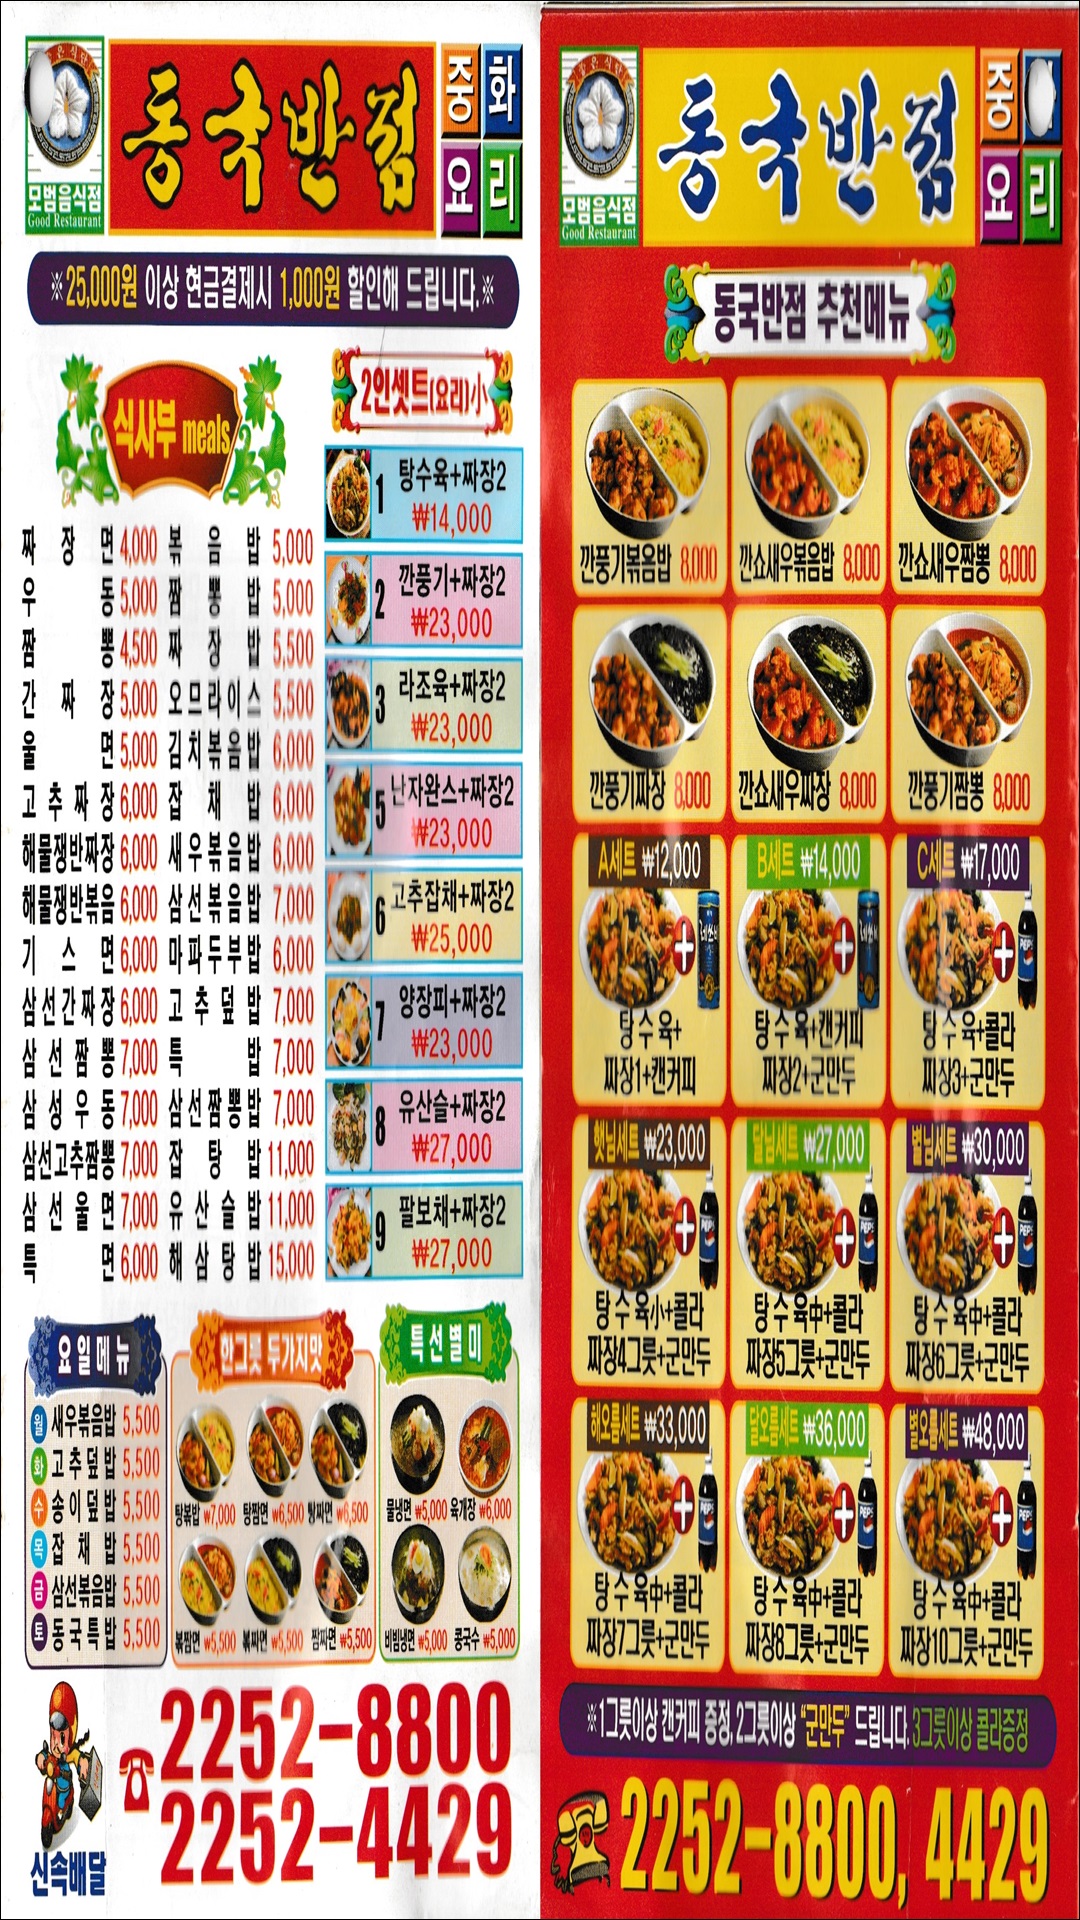 모범음식점
Good Restaurant
동국반점
중화
요리
※25,000원 이상 현금결제시 1,000원 할인해 드립니다.※
식사부 meals
짜장면 4,000 볶음밥 5,000
우동 5,000 짬뽕밥 5,000
짬뽕 4,500 짜장밥 5,500
간짜장 5,000 오므라이스 5,500
울면 5,000 김치볶음밥 6,000
고추짜장 6,000 잡채밥 6,000
해물쟁반짜장 6,000 새우볶음밥 6,000
해물쟁반볶음 6,000 삼선볶음밥 7,000
기스면 6,000 마파두부밥 6,000
삼선간짜장 6,000 고추덮밥 7,000
삼선짬뽕 7,000 특밥 7,000
삼성우동 7,000 삼선짬뽕밥 7,000
삼선고추짬뽕 7,000 잡탕밥 11,000
삼선울면 7,000 유산슬밥 11,000
특면 6,000 해삼탕밥 15,000
2인셋트(요리)小
1 탕수육+짜장2
₩14,000
2 깐풍기+짜장2
₩23,000
3 라조육+짜장2
₩23,000
5 난자완스+짜장2
₩23,000
6 고추잡채+짜장2
₩25,000
7 양장피+짜장2
₩23,000
8 유산슬+짜장2
₩27,000
9 팔보채+짜장2
₩27,000
요일메뉴
월 새우볶음밥 5,500
화 고추덮밥 5,500
수 송이덮밥 5,500
목 잡채밥 5,500
금 삼선볶음밥 5,500
토 동국특밥 5,500
한그릇 두가지맛
탕볶밥 ₩7,000 탕짬면 ₩6,500 탕짜면 ₩6,500
볶짬면 ₩5,500 볶짜면 ₩5,500 짬짜면 ₩5,500
특선별미
물냉면 ₩5,000 육개장 ₩6,000
비빔냉면 ₩5,000 콩국수 ₩5,000
신속배달
2252-8800
2252-4429
모범음식점
Good Restaurant
동국반점
중
요리
동국반점 추천메뉴
깐풍기볶음밥 8,000 깐쇼새우볶음밥 8,000 깐쇼새우짬뽕 8,000
깐풍기짜장 8,000 깐쇼새우짜장 8,000 깐풍기짬뽕 8,000
A세트 ₩12,000
탕수육+
짜장1+캔커피
B세트 ₩14,000
탕수육+캔커피
짜장2+군만두
C세트 ₩17,000
PEPSI
탕수육+콜라
짜장3+군만두
햇님세트 ₩23,000
PEPSI
탕수육小+콜라
짜장4그릇+군만두
달님세트 ₩27,000
PEPSI
탕수육中+콜라
짜장5그릇+군만두
별님세트 ₩30,000
PEPSI
탕수육中+콜라
짜장6그릇+군만두
해오름세트 ₩33,000
PEPSI
탕수육中+콜라
짜장7그릇+군만두
달오름세트 ₩36,000
PEPSI
탕수육中+콜라
짜장8그릇+군만두
별오름세트 ₩48,000
PEPSI
탕수육中+콜라
짜장10그릇+군만두
※1그릇이상 캔커피 증정, 2그릇이상 "군만두" 드립니다. 3그릇이상 콜라증정
2252-8800, 4429